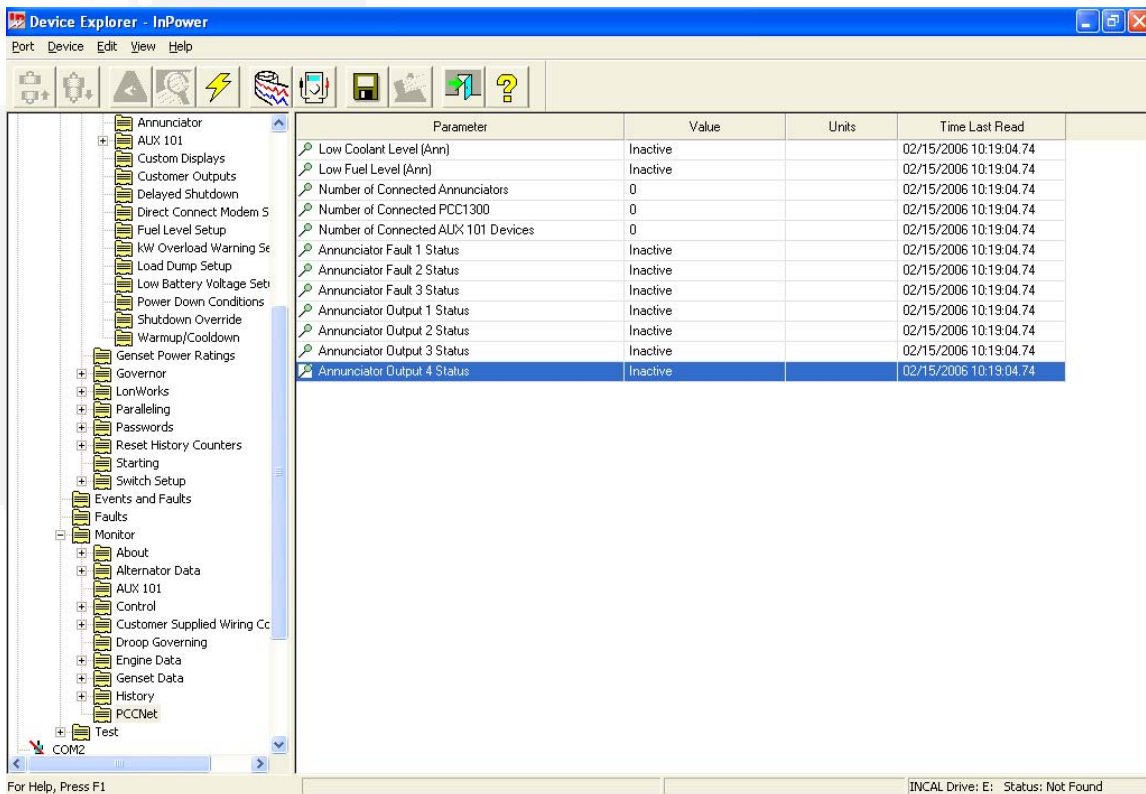 Device Explorer - InPower
Port Device Edit View Help
Annunciator
AUX 101
Custom Displays
Customer Outputs
Delayed Shutdown
Direct Connect Modem S
Fuel Level Setup
kW Overload Warning Se
Load Dump Setup
Low Battery Voltage Setu
Power Down Conditions
Shutdown Override
Warmup/Cooldown
Genset Power Ratings
Governor
LonWorks
Paralleling
Passwords
Reset History Counters
Starting
Switch Setup
Events and Faults
Faults
Monitor
About
Alternator Data
AUX 101
Control
Customer Supplied Wiring Cc
Droop Governing
Engine Data
Genset Data
History
PCCNet
Test
COM2
Parameter Value Units Time Last Read
Low Coolant Level (Ann) Inactive 02/15/2006 10:19:04.74
Low Fuel Level (Ann) Inactive 02/15/2006 10:19:04.74
Number of Connected Annunciators 0 02/15/2006 10:19:04.74
Number of Connected PCC1300 0 02/15/2006 10:19:04.74
Number of Connected AUX 101 Devices 0 02/15/2006 10:19:04.74
Annunciator Fault 1 Status Inactive 02/15/2006 10:19:04.74
Annunciator Fault 2 Status Inactive 02/15/2006 10:19:04.74
Annunciator Fault 3 Status Inactive 02/15/2006 10:19:04.74
Annunciator Output 1 Status Inactive 02/15/2006 10:19:04.74
Annunciator Output 2 Status Inactive 02/15/2006 10:19:04.74
Annunciator Output 3 Status Inactive 02/15/2006 10:19:04.74
Annunciator Output 4 Status Inactive 02/15/2006 10:19:04.74
For Help, Press F1 INCAL Drive: E: Status: Not Found